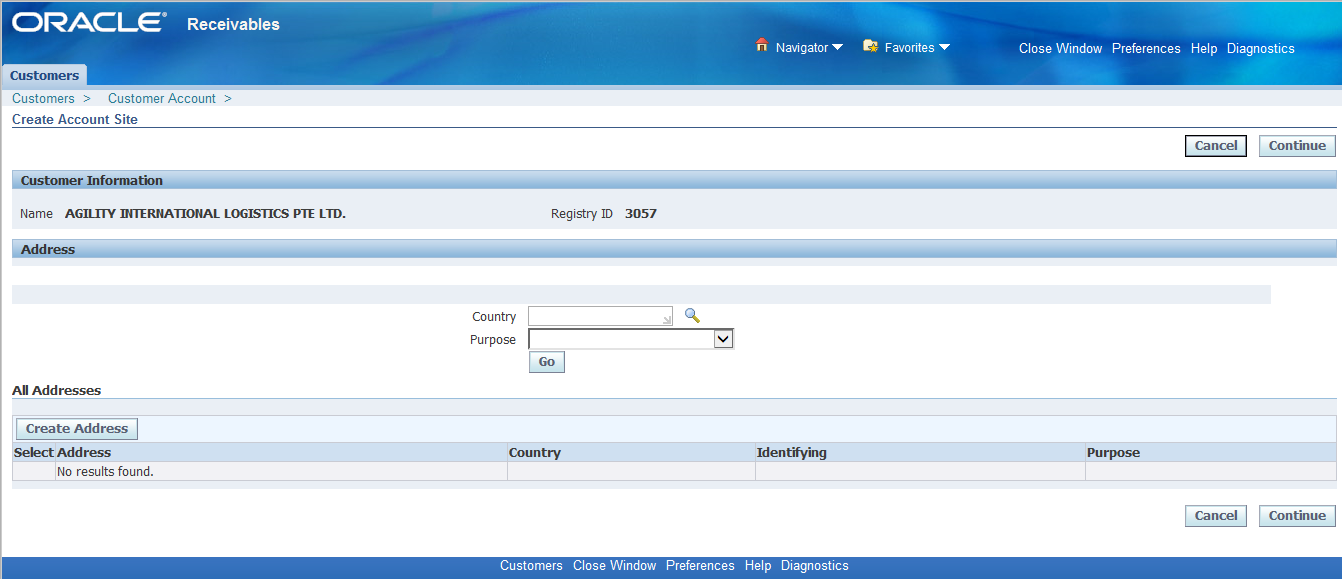 ORACLE® Receivables
Navigator Favorites Close Window Preferences Help Diagnostics
Customers
Customers > Customer Account >
Create Account Site
Cancel Continue
Customer Information
Name AGILITY INTERNATIONAL LOGISTICS PTE LTD. Registry ID 3057
Address
Country
Purpose
Go
All Addresses
Create Address
Select Address Country Identifying Purpose
No results found.
Cancel Continue
Customers Close Window Preferences Help Diagnostics